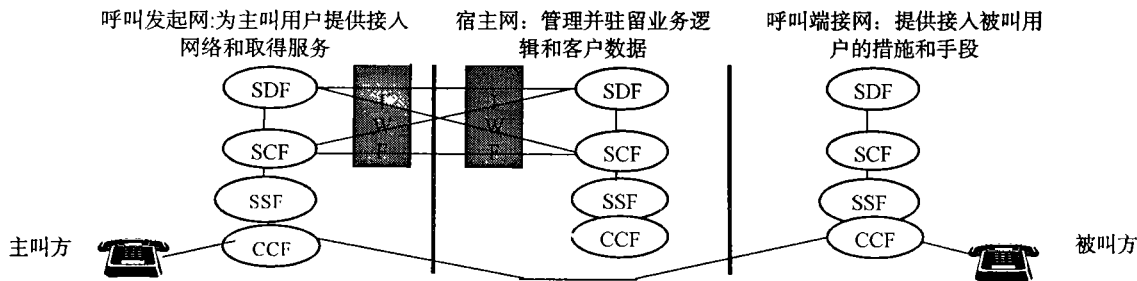 呼叫发起网:为主叫用户提供接人
网络和取得服务
宿主网：管理并驻留业务逻
辑和客户数据
呼叫端接网：提供接入被叫用
户的措施和手段
SDF
SCF
SSF
CCF
I
W
F
I
W
F
SDF
SCF
SSF
CCF
SDF
SCF
SSF
CCF
主叫方
被叫方